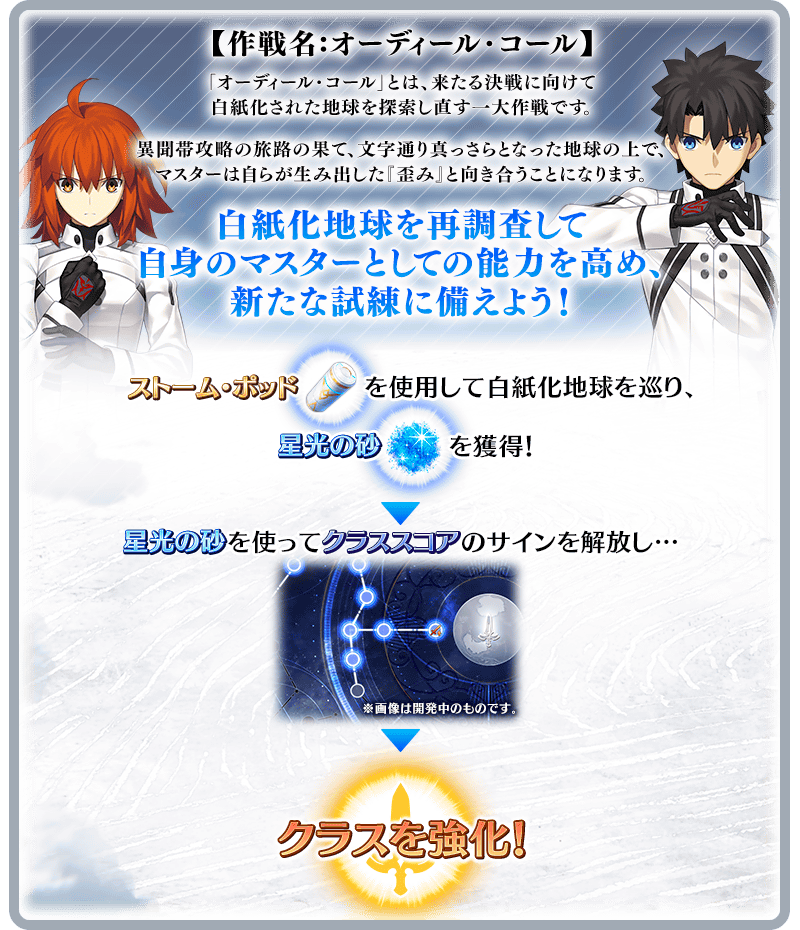 【作戦名:オーディール・コール】
「オーディール・コール」とは、来たる決戦に向けて
白紙化された地球を探索し直す一大作戦です。
異聞帯攻略の旅路の果て、文字通り真っさらとなった地球の上で、
マスターは自らが生み出した『歪み』と向き合うことになります。
白紙化地球を再調査して
自身のマスターとしての能力を高め、
新たな試練に備えよう!
ストーム・ポッド を使用して白紙化地球を巡り、
星光の砂 を獲得!
星光の砂を使ってクラススコアのサインを解放し…
※画像は開発中のものです。
クラスを強化!